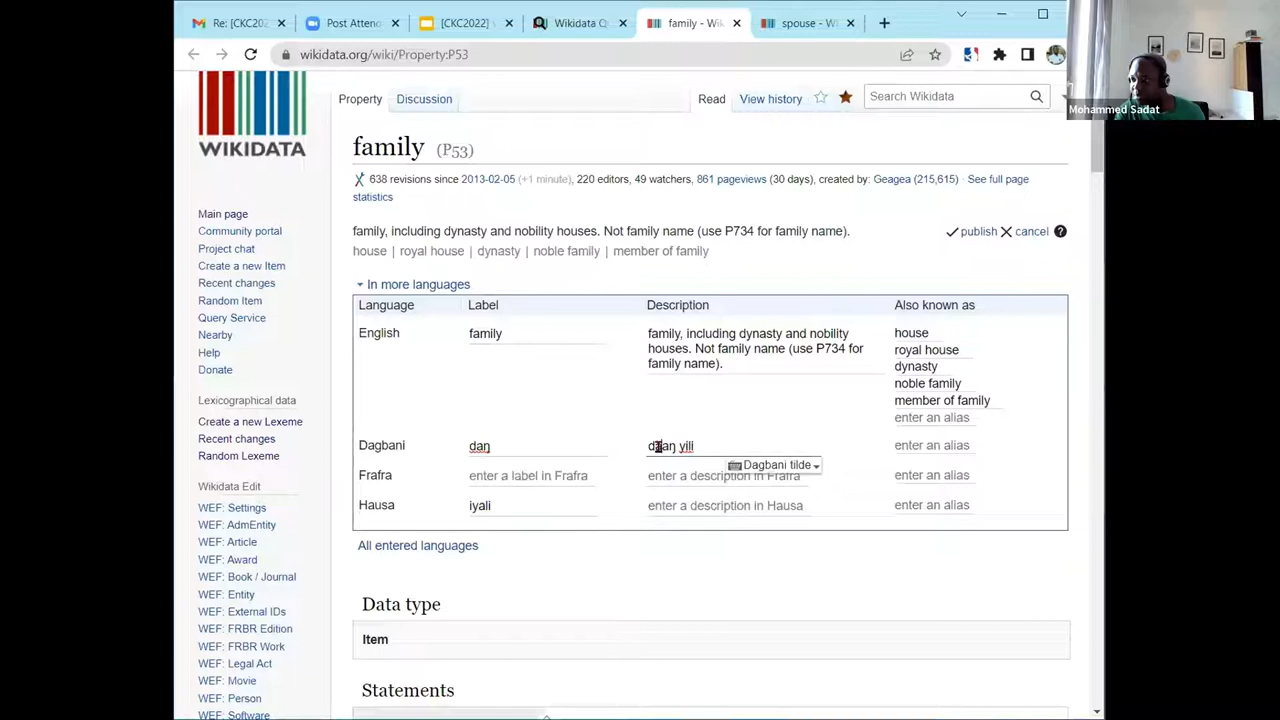 Re: [CKC2022]
Post Attenc
[CKC2022] v
Wikidata Q
family - Wik
spouse - W
wikidata.org/wiki/Property:P53
Mohammed Sadat
WIKIDATA
Property
Discussion
Read
View history
Search Wikidata
family (P53)
638 revisions since 2013-02-05 (+1 minute), 220 editors, 49 watchers, 861 pageviews (30 days), created by: Geagea (215,615) · See full page
statistics
family, including dynasty and nobility houses. Not family name (use P734 for family name).
publish
cancel
house | royal house | dynasty | noble family | member of family
In more languages
Language Label Description Also known as
English family family, including dynasty and nobility
houses. Not family name (use P734 for
family name).
house
royal house
dynasty
noble family
member of family
enter an alias
Dagbani daŋ yili enter an alias
Dagbani tilde
Frafra enter a label in Frafra enter a description in Frafra enter an alias
Hausa iyali enter a description in Hausa enter an alias
All entered languages
Data type
Item
Statements
Main page
Community portal
Project chat
Create a new Item
Recent changes
Random Item
Query Service
Nearby
Help
Donate
Lexicographical data
Create a new Lexeme
Recent changes
Random Lexeme
Wikidata Edit
WEF: Settings
WEF: AdmEntity
WEF: Article
WEF: Award
WEF: Book / Journal
WEF: Entity
WEF: External IDs
WEF: FRBR Edition
WEF: FRBR Work
WEF: Legal Act
WEF: Movie
WEF: Person
WEF: Software